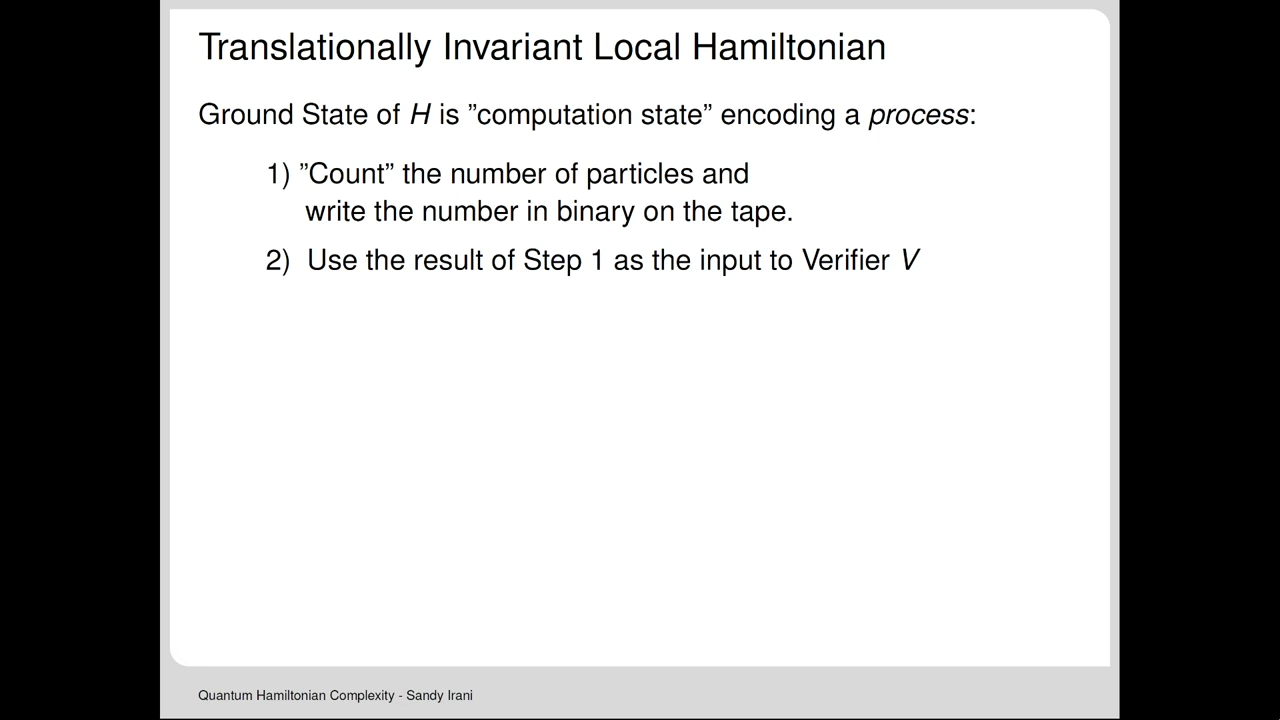 Translationally Invariant Local Hamiltonian
Ground State of H is ”computation state” encoding a process:
1) ”Count” the number of particles and
write the number in binary on the tape.
2) Use the result of Step 1 as the input to Verifier V
Quantum Hamiltonian Complexity - Sandy Irani